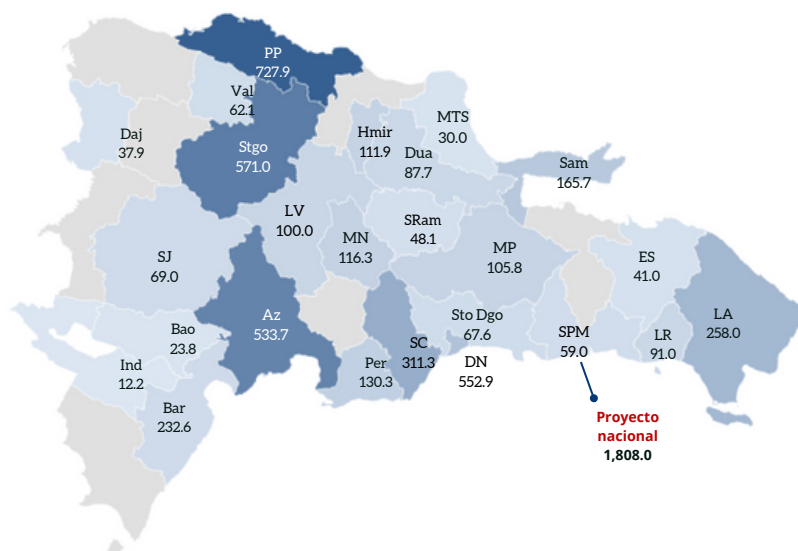 PP
727.9
Val
62.1
Daj
37.9
Stgo
571.0
Hmir
111.9
MTS
30.0
Dua
87.7
Sam
165.7
LV
100.0
SRam
48.1
MN
116.3
MP
105.8
SJ
69.0
ES
41.0
Az
533.7
Sto Dgo
67.6
LA
258.0
Bao
23.8
SC
311.3
SPM
59.0
LR
91.0
Ind
12.2
Per
130.3
DN
552.9
Bar
232.6
Proyecto
nacional
1,808.0